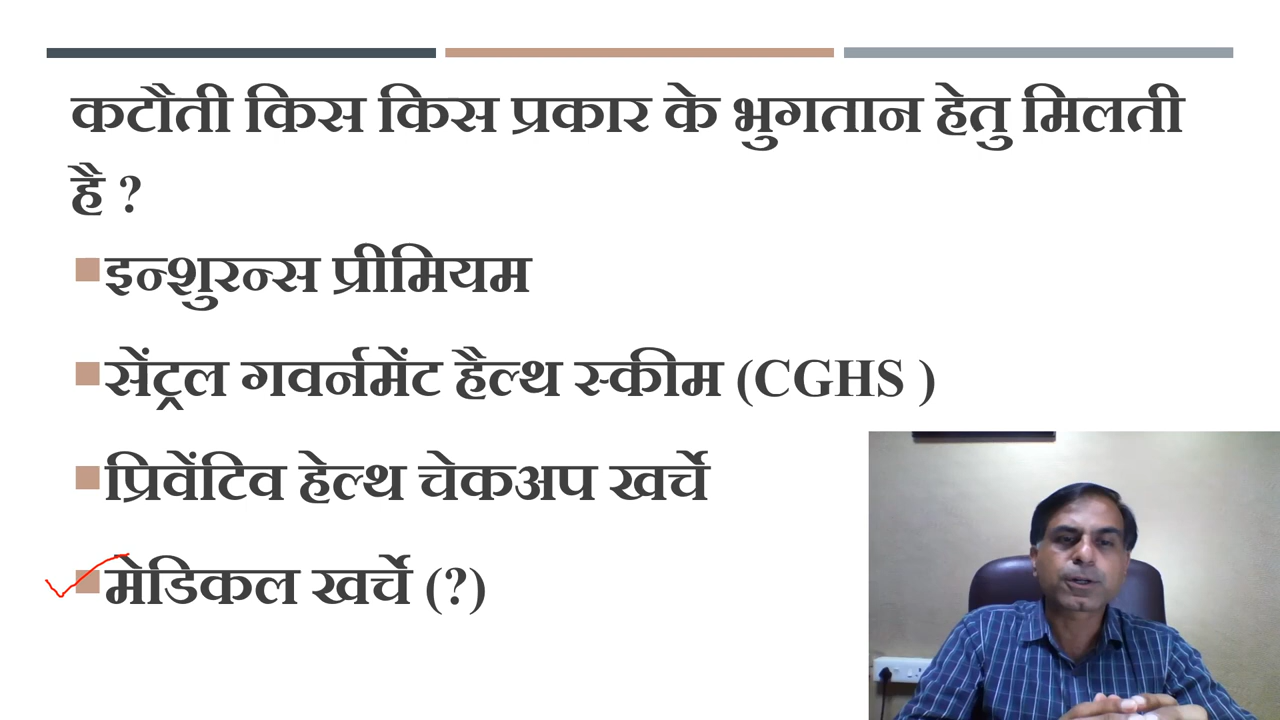 कटौती किस किस प्रकार के भुगतान हेतु मिलती
है ?
इन्शुरन्स प्रीमियम
सेंट्रल गवर्नमेंट हैल्थ स्कीम (CGHS )
प्रिवेंटिव हेल्थ चेकअप खर्चे
मेडिकल खर्चे (?)